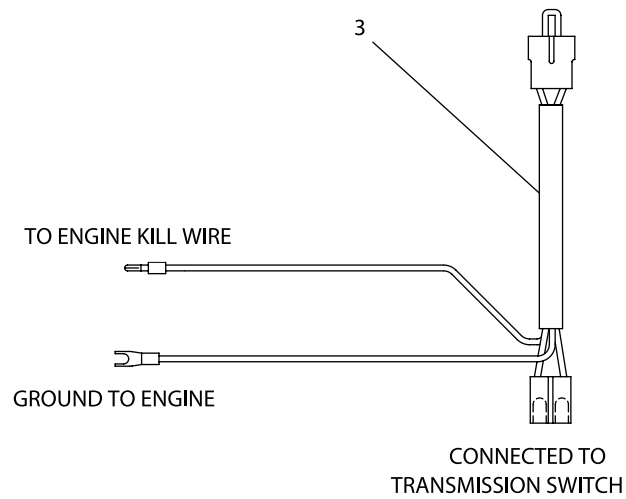 3
TO ENGINE KILL WIRE
GROUND TO ENGINE
CONNECTED TO
TRANSMISSION SWITCH